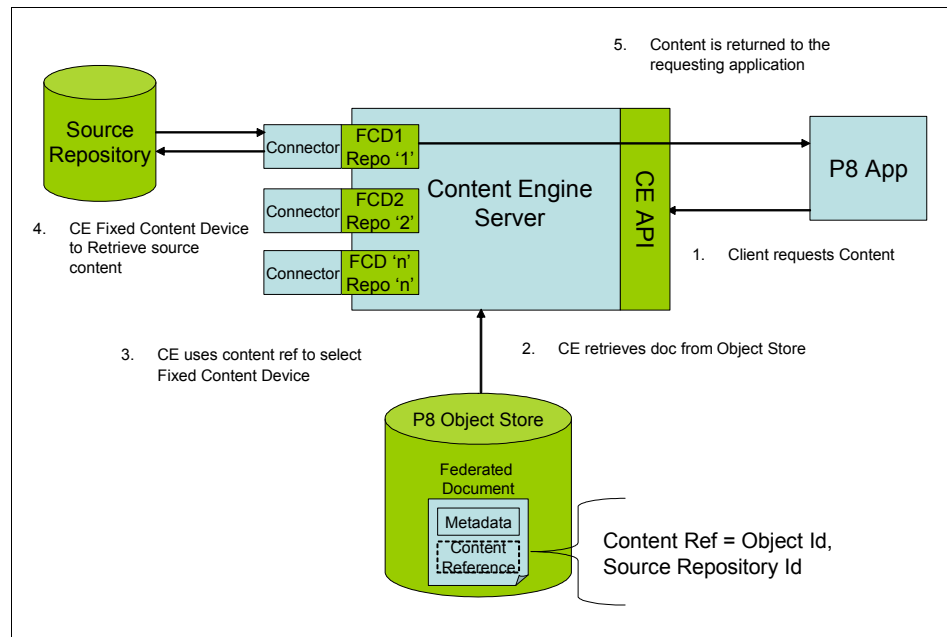 5. Content is returned to the
requesting application
Source
Repository
Connector
FCD1
Repo ‘1’
Connector
FCD2
Repo ‘2’
Connector
FCD ‘n’
Repo ‘n’
Content Engine
Server
CE API
P8 App
4. CE Fixed Content Device
to Retrieve source
content
1. Client requests Content
3. CE uses content ref to select
Fixed Content Device
2. CE retrieves doc from Object Store
P8 Object Store
Federated
Document
Metadata
Content
Reference
Content Ref = Object Id,
Source Repository Id